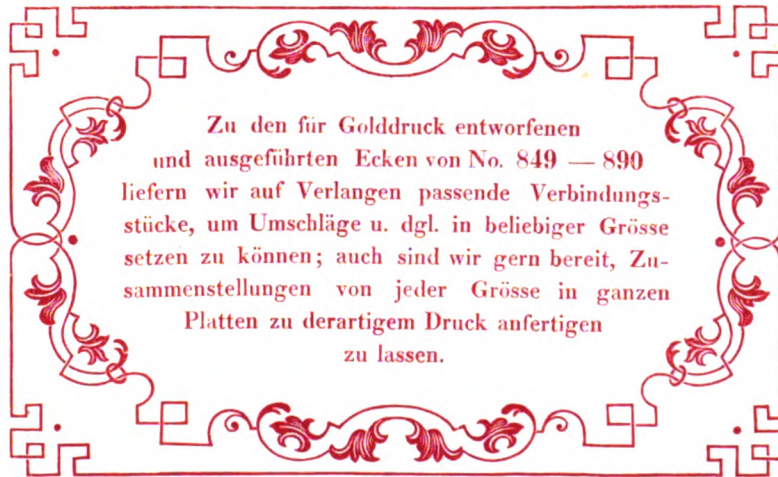 Zu den für Golddruck entworfenen
und ausgeführten Ecken von No. 849 — 890
liefern wir auf Verlangen passende Verbindungs-
stücke, um Umschläge u. dgl. in beliebiger Grösse
setzen zu können; auch sind wir gern bereit, Zu-
sammenstellungen von jeder Grösse in ganzen
Platten zu derartigem Druck anfertigen
zu lassen.